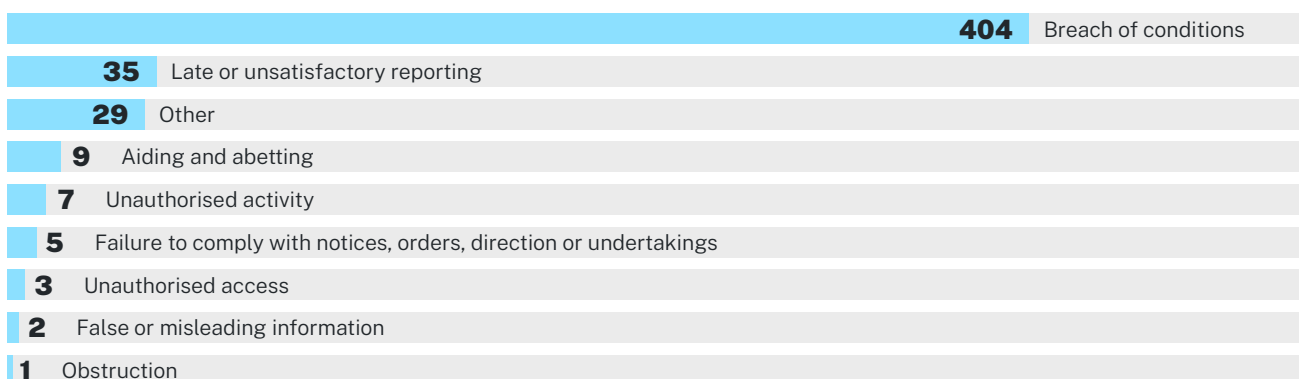 404 Breach of conditions
35 Late or unsatisfactory reporting
29 Other
9 Aiding and abetting
7 Unauthorised activity
5 Failure to comply with notices, orders, direction or undertakings
3 Unauthorised access
2 False or misleading information
1 Obstruction